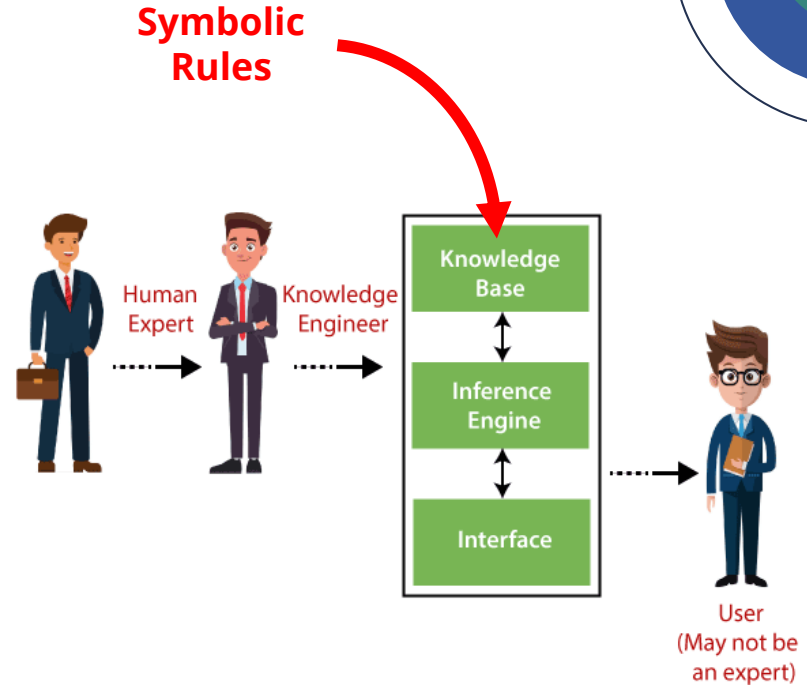 Symbolic
Rules
Human
Expert
Knowledge
Engineer
Knowledge
Base
Inference
Engine
Interface
User
(May not be
an expert)